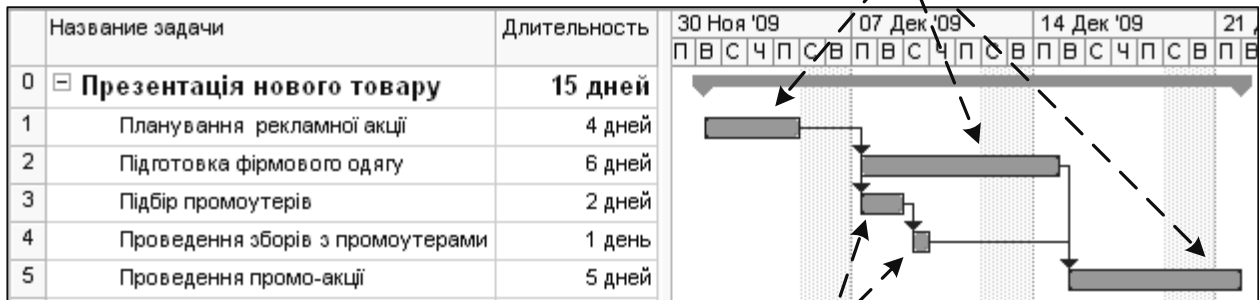 Название задачи Длительность 30 Ноя '09 07 Дек '09 14 Дек '09 21
П В С Ч П С В П В С Ч П С В П В С Ч П С В П В
0 Презентація нового товару 15 дней
1 Планування рекламної акції 4 дней
2 Підготовка фірмового одягу 6 дней
3 Підбір промоутерів 2 дней
4 Проведення зборів з промоутерами 1 день
5 Проведення промо-акції 5 дней